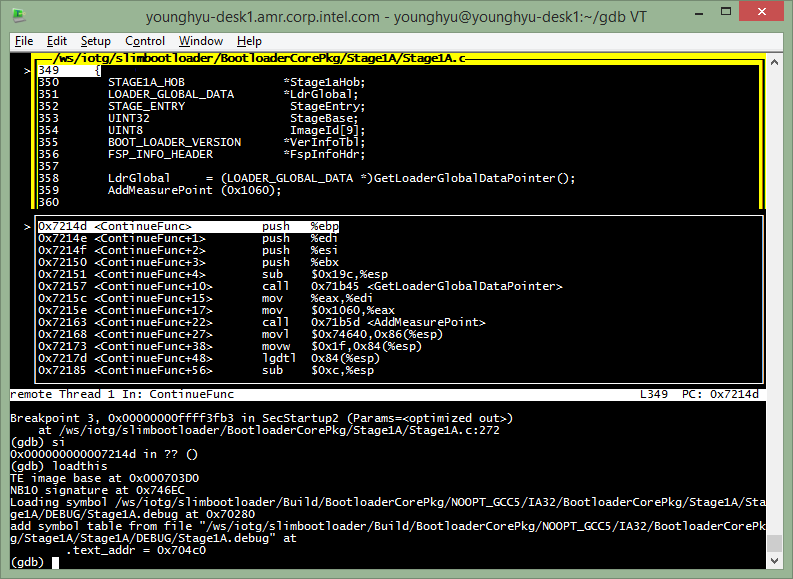 younghyu-desk1.amr.corp.intel.com - younghyu@younghyu-desk1:~/gdb VT
File Edit Setup Control Window Help
/ws/iotg/slimbootloader/BootloaderCorePkg/Stage1A/Stage1A.c
>349 {
350 STAGE1A_HOB *Stage1aHob;
351 LOADER_GLOBAL_DATA *LdrGlobal;
352 STAGE_ENTRY StageEntry;
353 UINT32 StageBase;
354 UINT8 ImageId[9];
355 BOOT_LOADER_VERSION *VerInfoTbl;
356 FSP_INFO_HEADER *FspInfoHdr;
357
358 LdrGlobal = (LOADER_GLOBAL_DATA *)GetLoaderGlobalDataPointer();
359 AddMeasurePoint (0x1060);
360
>0x7214d <ContinueFunc> push %ebp
0x7214e <ContinueFunc+1> push %edi
0x7214f <ContinueFunc+2> push %esi
0x72150 <ContinueFunc+3> push %ebx
0x72151 <ContinueFunc+4> sub $0x19c,%esp
0x72157 <ContinueFunc+10> call 0x71b45 <GetLoaderGlobalDataPointer>
0x7215c <ContinueFunc+15> mov %eax,%edi
0x7215e <ContinueFunc+17> mov $0x1060,%eax
0x72163 <ContinueFunc+22> call 0x71b5d <AddMeasurePoint>
0x72168 <ContinueFunc+27> movl $0x74640,0x86(%esp)
0x72173 <ContinueFunc+38> movw $0x1f,0x84(%esp)
0x7217d <ContinueFunc+48> lgdtl 0x84(%esp)
0x72185 <ContinueFunc+56> sub $0xc,%esp
remote Thread 1 In: ContinueFunc L349 PC: 0x7214d
Breakpoint 3, 0x00000000ffff3fb3 in SecStartup2 (Params=<optimized out>)
at /ws/iotg/slimbootloader/BootloaderCorePkg/Stage1A/Stage1A.c:272
(gdb) si
0x000000000007214d in ?? ()
(gdb) loadthis
TE image base at 0x000703D0
NB10 signature at 0x746EC
Loading symbol /ws/iotg/slimbootloader/Build/BootloaderCorePkg/NOOPT_GCC5/IA32/BootloaderCorePkg/Stage1A/Sta
ge1A/DEBUG/Stage1A.debug at 0x70280
add symbol table from file "/ws/iotg/slimbootloader/Build/BootloaderCorePkg/NOOPT_GCC5/IA32/BootloaderCorePk
g/Stage1A/Stage1A/DEBUG/Stage1A.debug" at
.text_addr = 0x704c0
(gdb)